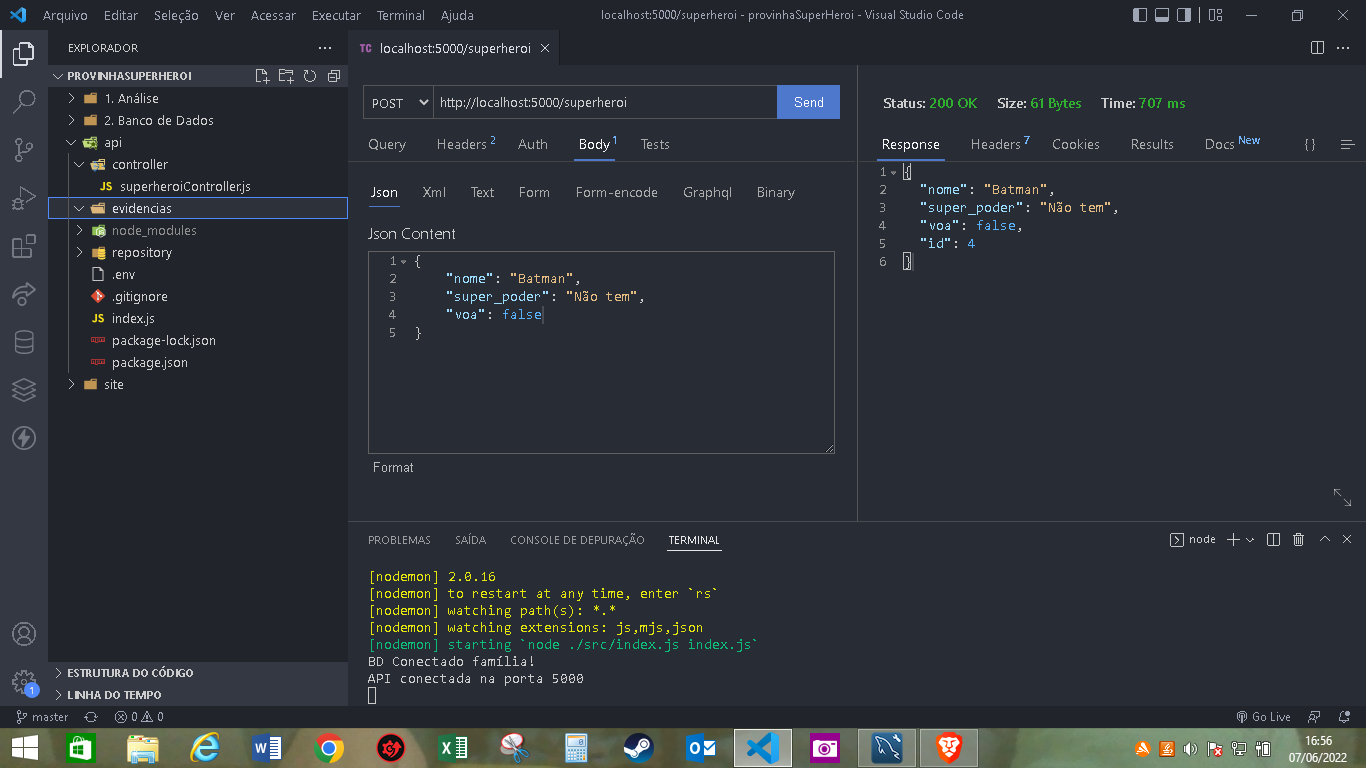 Arquivo Editar Seleção Ver Acessar Executar Terminal Ajuda
localhost:5000/superheroi - provinhaSuperHeroi - Visual Studio Code
EXPLORADOR
PROVINHASUPERHEROI
1. Análise
2. Banco de Dados
api
controller
JS superheroiController.js
evidencias
node_modules
repository
.env
.gitignore
JS index.js
package-lock.json
package.json
site
ESTRUTURA DO CÓDIGO
LINHA DO TEMPO
1
TC localhost:5000/superheroi
POST http://localhost:5000/superheroi Send
Query Headers 2 Auth Body 1 Tests
Json Xml Text Form Form-encode Graphql Binary
Json Content
1 {
2 "nome": "Batman",
3 "super_poder": "Não tem",
4 "voa": false
5 }
Format
Status: 200 OK Size: 61 Bytes Time: 707 ms
Response Headers 7 Cookies Results Docs New {}
1 {
2 "nome": "Batman",
3 "super_poder": "Não tem",
4 "voa": false,
5 "id": 4
6 }
PROBLEMAS SAÍDA CONSOLE DE DEPURAÇÃO TERMINAL
node
[nodemon] 2.0.16
[nodemon] to restart at any time, enter `rs`
[nodemon] watching path(s): *.*
[nodemon] watching extensions: js,mjs,json
[nodemon] starting `node ./src/index.js index.js`
BD Conectado família!
API conectada na porta 5000
master 0 0 Go Live
16:56
07/06/2022